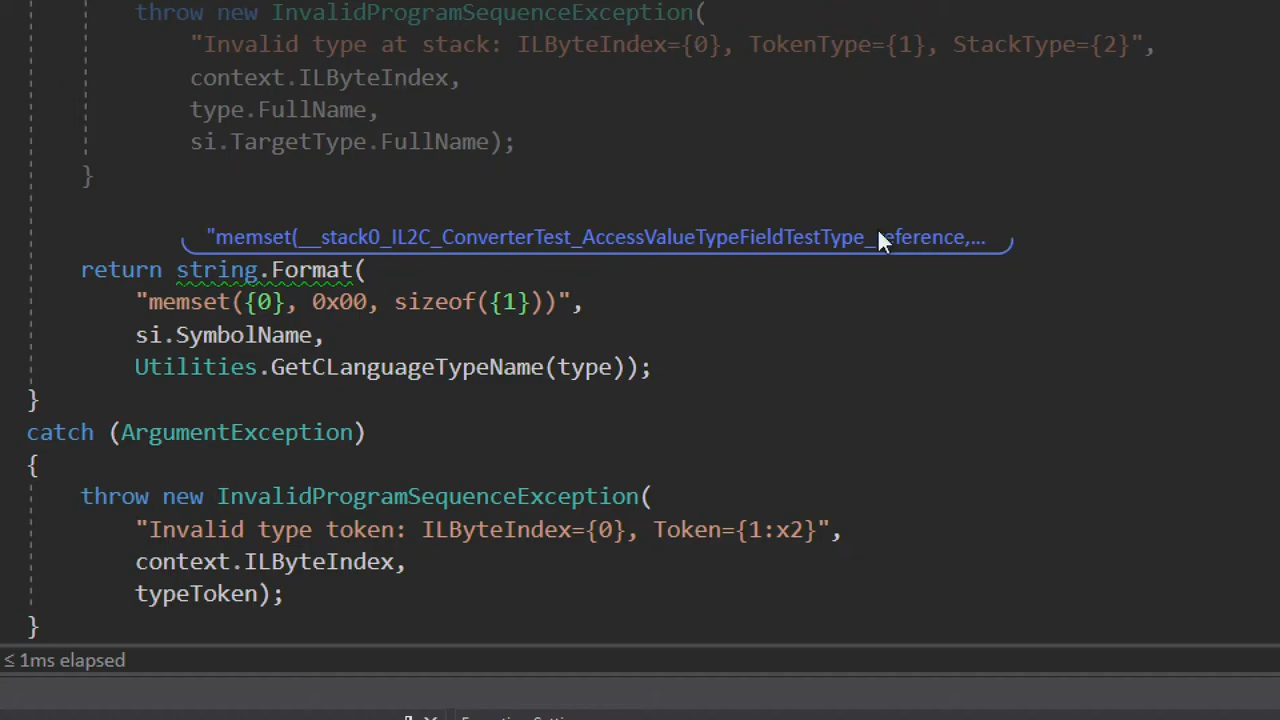 throw new InvalidProgramSequenceException(
"Invalid type at stack: ILByteIndex={0}, TokenType={1}, StackType={2}",
context.ILByteIndex,
type.FullName,
si.TargetType.FullName);
}
"memset(__stack0_IL2C_ConverterTest_AccessValueTypeFieldTestType_reference,...
return string.Format(
"memset({0}, 0x00, sizeof({1}))",
si.SymbolName,
Utilities.GetCLanguageTypeName(type));
}
catch (ArgumentException)
{
throw new InvalidProgramSequenceException(
"Invalid type token: ILByteIndex={0}, Token={1:x2}",
context.ILByteIndex,
typeToken);
}
≤ 1ms elapsed